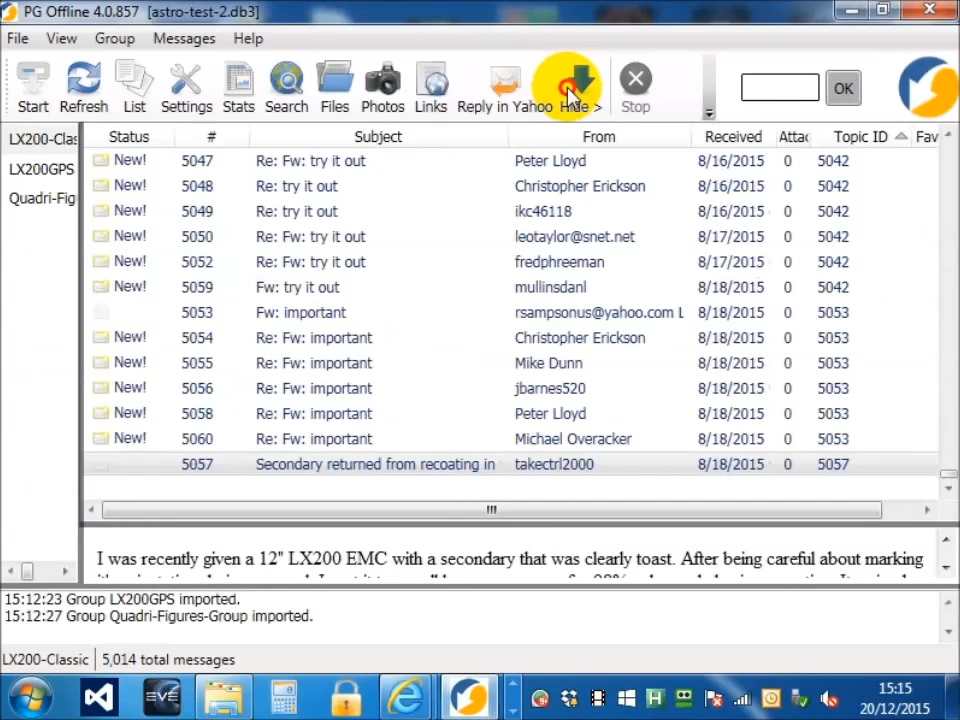 PG Offline 4.0.857 [astro-test-2.db3]
File View Group Messages Help
Start Refresh List Settings Stats Search Files Photos Links Reply in Yahoo Hide > Stop OK
LX200-Clas
LX200GPS
Quadri-Fig
Status # Subject From Received Attac Topic ID Fav
New! 5047 Re: Fw: try it out Peter Lloyd 8/16/2015 0 5042
New! 5048 Re: try it out Christopher Erickson 8/16/2015 0 5042
New! 5049 Re: try it out ikc46118 8/16/2015 0 5042
New! 5050 Re: Fw: try it out leotaylor@snet.net 8/17/2015 0 5042
New! 5052 Re: Fw: try it out fredphreeman 8/17/2015 0 5042
New! 5059 Fw: try it out mullinsdanl 8/18/2015 0 5042
5053 Fw: important rsampsonus@yahoo.com L 8/18/2015 0 5053
New! 5054 Re: Fw: important Christopher Erickson 8/18/2015 0 5053
New! 5055 Re: Fw: important Mike Dunn 8/18/2015 0 5053
New! 5056 Re: Fw: important jbarnes520 8/18/2015 0 5053
New! 5058 Re: Fw: important Peter Lloyd 8/18/2015 0 5053
New! 5060 Re: Fw: important Michael Overacker 8/18/2015 0 5053
5057 Secondary returned from recoating in takectrl2000 8/18/2015 0 5057
I was recently given a 12" LX200 EMC with a secondary that was clearly toast. After being careful about marking
15:12:23 Group LX200GPS imported.
15:12:27 Group Quadri-Figures-Group imported.
LX200-Classic 5,014 total messages
EVE
15:15
20/12/2015